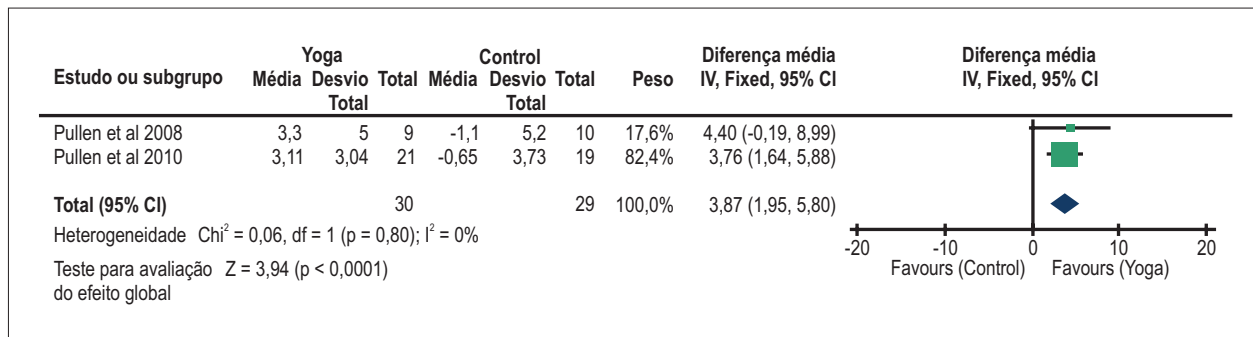 Yoga Control Diferença média Diferença média
Estudo ou subgrupo Média Desvio Total Média Desvio Total Peso IV, Fixed, 95% CI IV, Fixed, 95% CI
Total Total
Pullen et al 2008 3,3 5 9 -1,1 5,2 10 17,6% 4,40 (-0,19, 8,99)
Pullen et al 2010 3,11 3,04 21 -0,65 3,73 19 82,4% 3,76 (1,64, 5,88)
Total (95% CI) 30 29 100,0% 3,87 (1,95, 5,80)
Heterogeneidade Chi² = 0,06, df = 1 (p = 0,80); I² = 0%
-20 -10 0 10 20
Teste para avaliação Z = 3,94 (p < 0,0001) Favours (Control) Favours (Yoga)
do efeito global